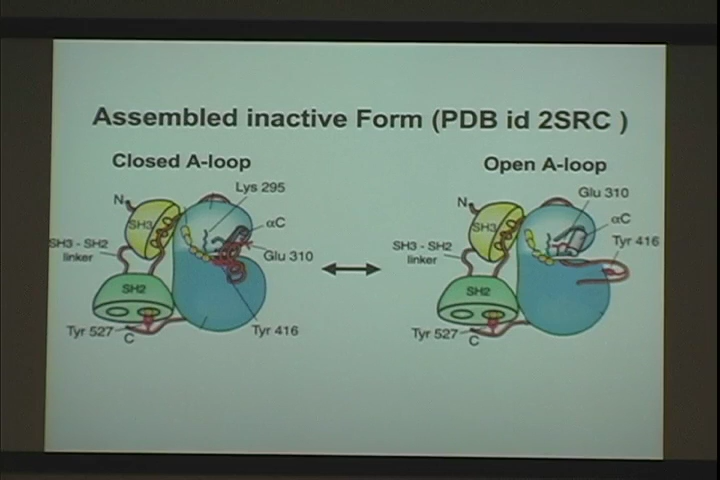 Assembled inactive Form (PDB id 2SRC )
Closed A-loop
Open A-loop
Lys 295
N
SH3
αC
SH3 - SH2
linker
Glu 310
SH2
Tyr 527
C
Tyr 416
Glu 310
N
SH3
αC
Tyr 416
SH3 - SH2
linker
SH2
Tyr 527
C